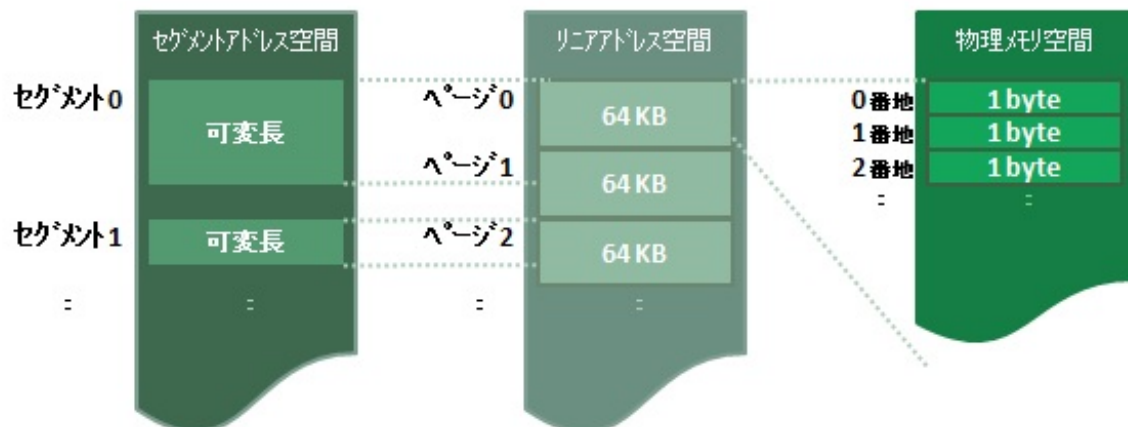 セグメントアドレス空間
リニアアドレス空間
物理メモリ空間
セグメント0
可変長
ページ0
64 KB
0番地
1 byte
1番地
1 byte
ページ1
64 KB
2番地
1 byte
:
:
セグメント1
可変長
ページ2
64 KB
:
:
:
: